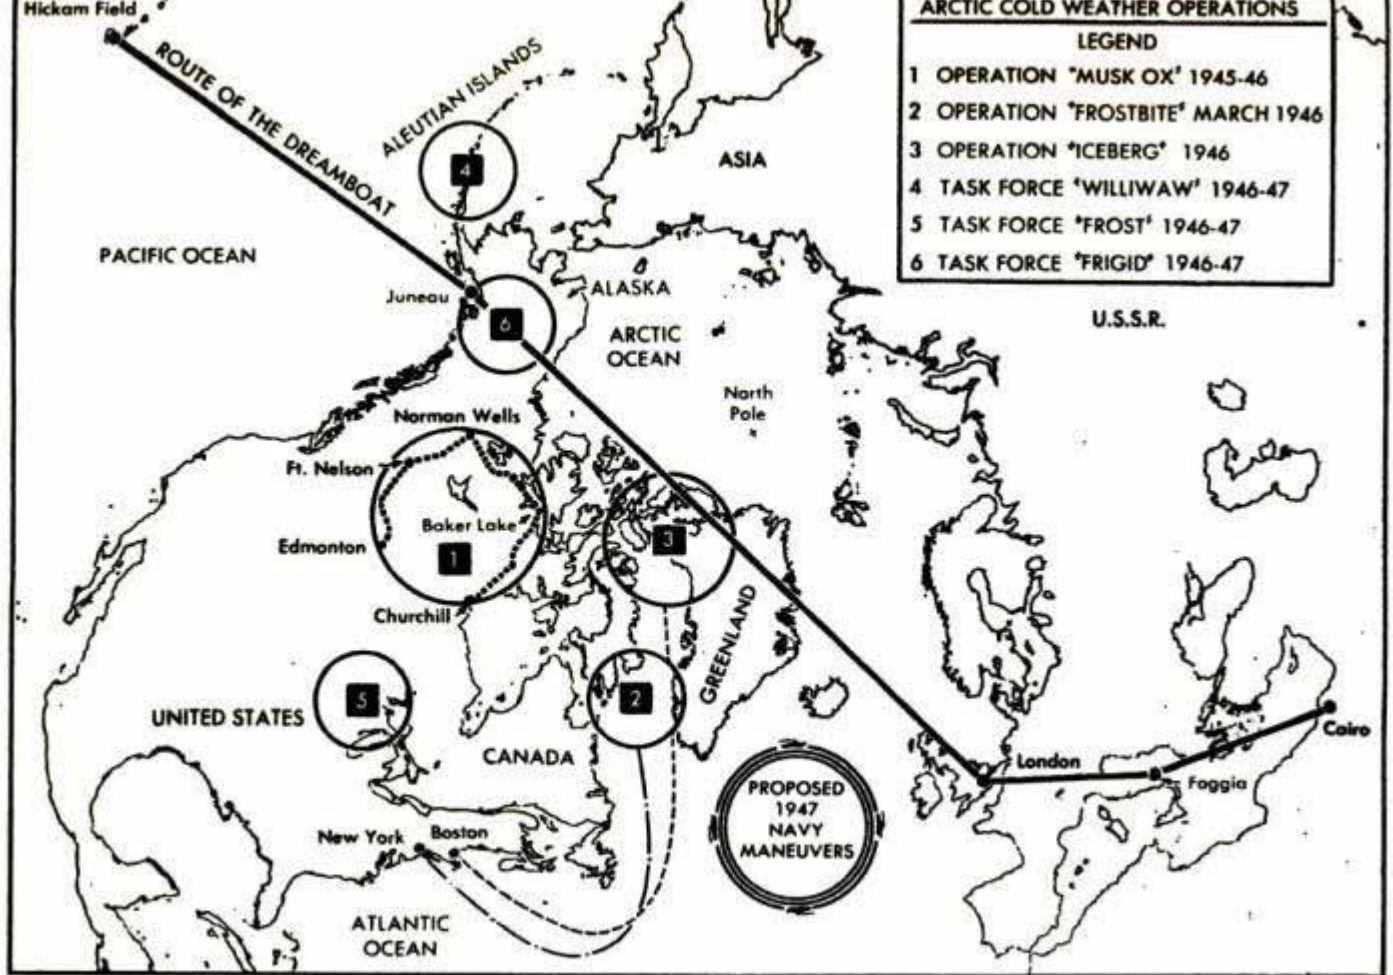 Hickam Field
ROUTE OF THE DREAMBOAT
ALEUTIAN ISLANDS
ARCTIC COLD WEATHER OPERATIONS
LEGEND
1 OPERATION "MUSK OX" 1945-46
2 OPERATION "FROSTBITE" MARCH 1946
3 OPERATION "ICEBERG" 1946
4 TASK FORCE "WILLIWAW" 1946-47
5 TASK FORCE "FROST" 1946-47
6 TASK FORCE "FRIGID" 1946-47
4
ASIA
PACIFIC OCEAN
Juneau
ALASKA
6
ARCTIC
OCEAN
U.S.S.R.
North
Pole
Norman Wells
Ft. Nelson
Baker Lake
Edmonton
1
3
Churchill
GREENLAND
5
2
UNITED STATES
CANADA
Cairo
London
Foggia
PROPOSED
1947
NAVY
MANEUVERS
New York
Boston
ATLANTIC
OCEAN